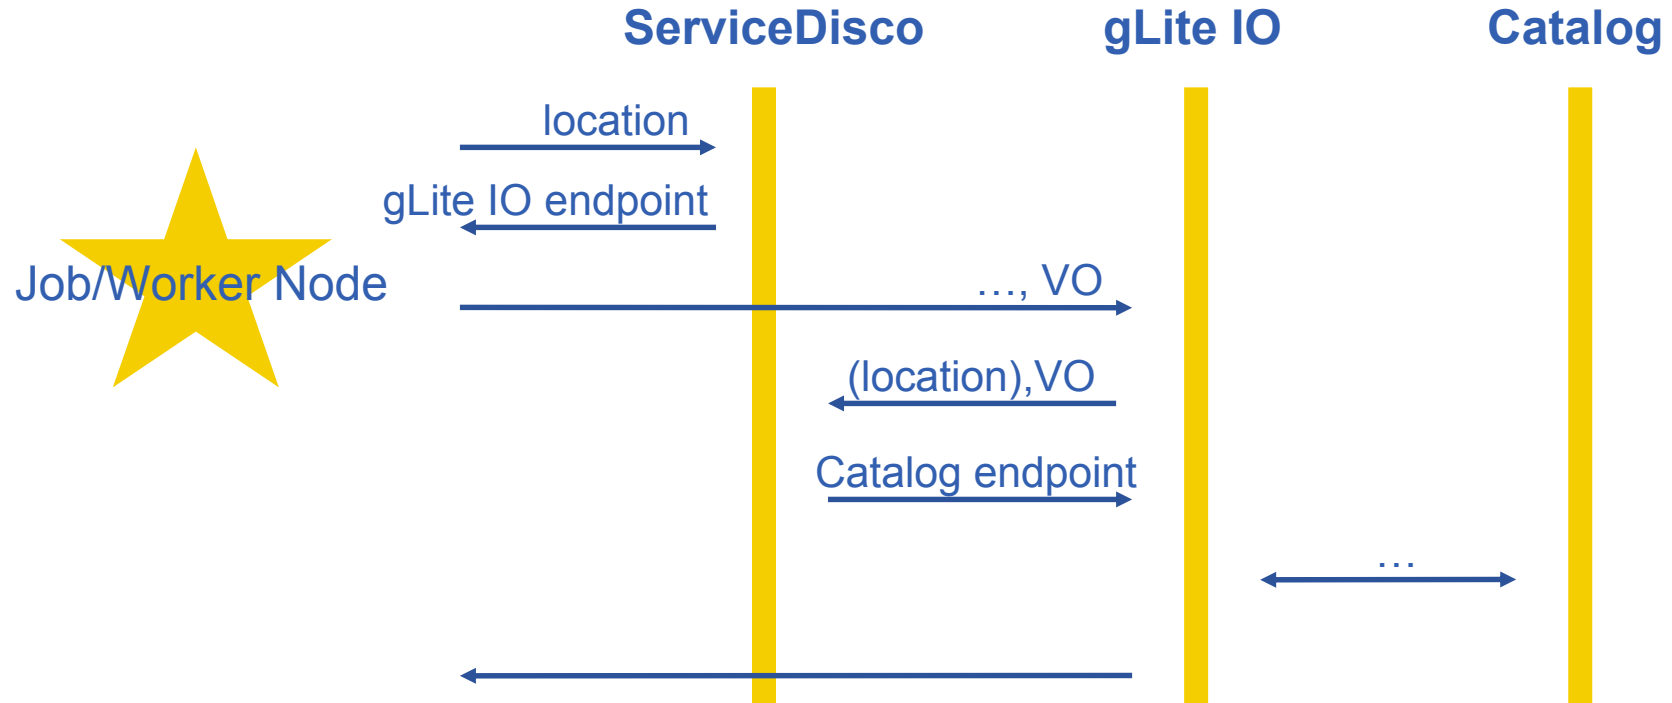 ServiceDisco
gLite IO
Catalog
location
gLite IO endpoint
Job/Worker Node
…, VO
(location),VO
Catalog endpoint
…